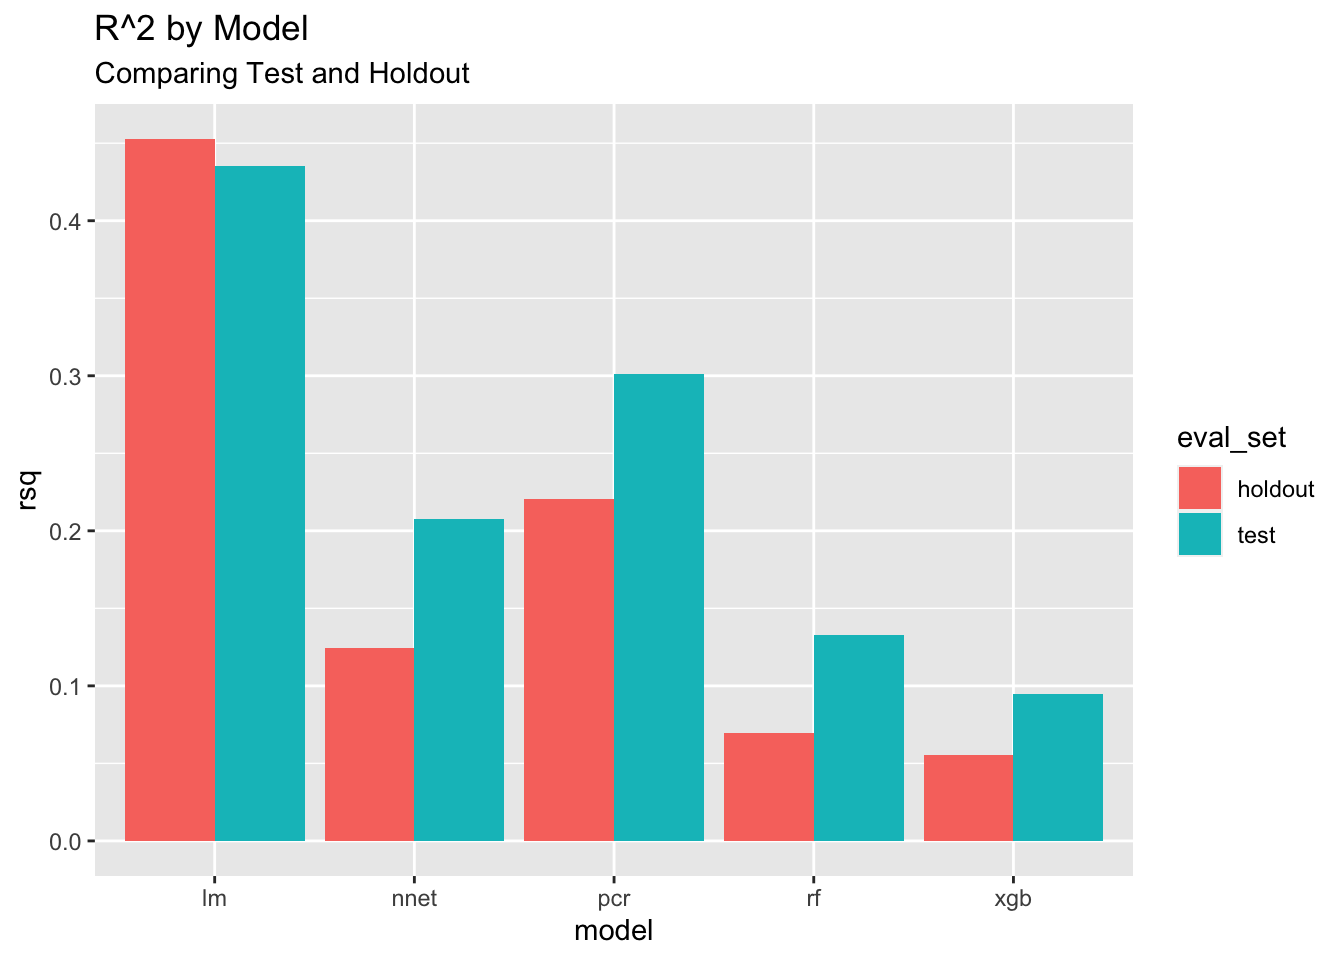 R^2 by Model
Comparing Test and Holdout
0.4
0.3
0.2
0.1
0.0
rsq
lm nnet pcr rf xgb
model
eval_set
holdout
test